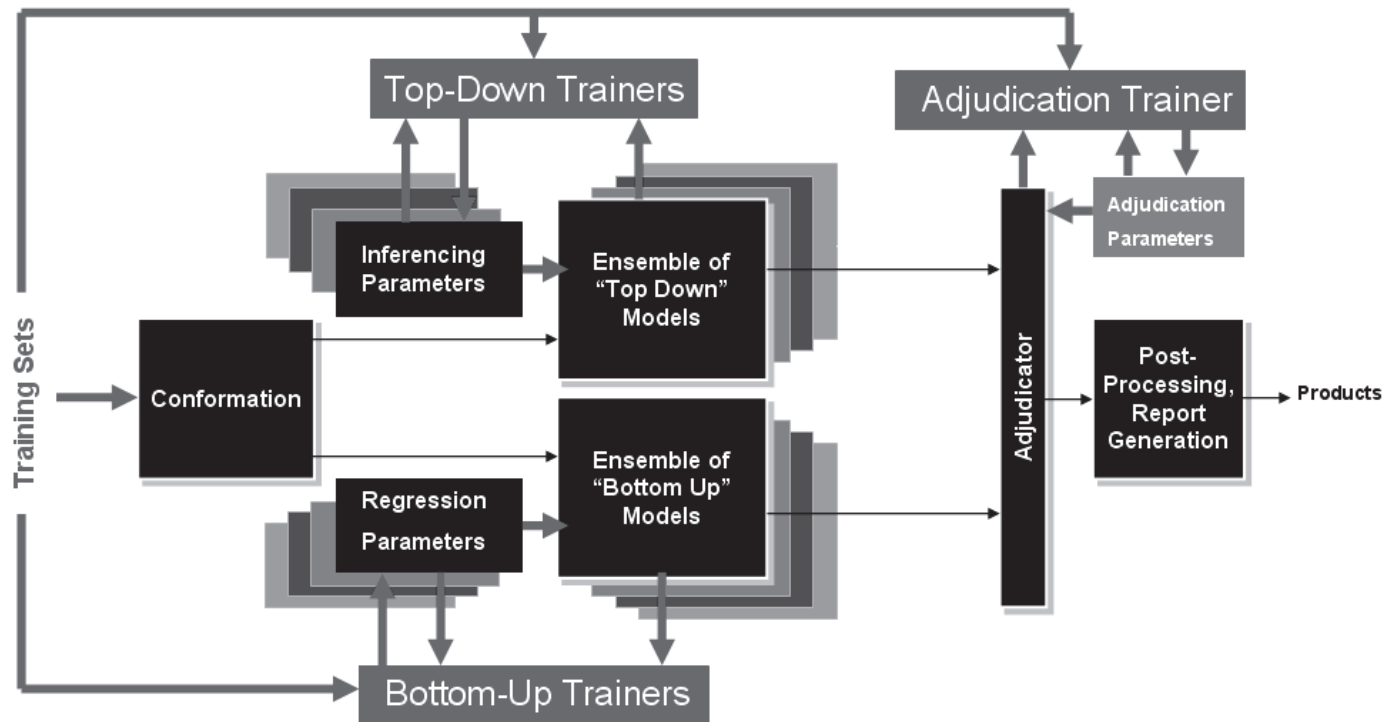 Top-Down Trainers
Adjudication Trainer
Inferencing
Parameters
Ensemble of
“Top Down”
Models
Adjudication
Parameters
Training Sets
Conformation
Adjudicator
Post-
Processing,
Report
Generation
Products
Regression
Parameters
Ensemble of
“Bottom Up”
Models
Bottom-Up Trainers